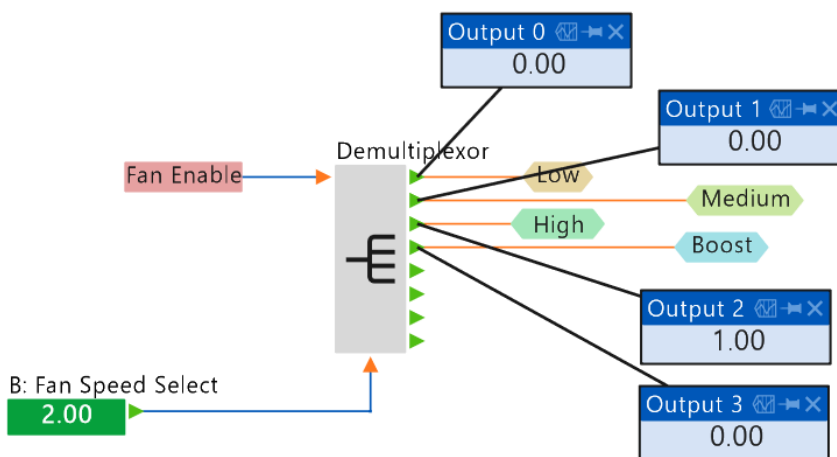 Output 0
0.00
Output 1
0.00
Demultiplexor
Fan Enable
Low
Medium
High
Boost
Output 2
1.00
B: Fan Speed Select
2.00
Output 3
0.00